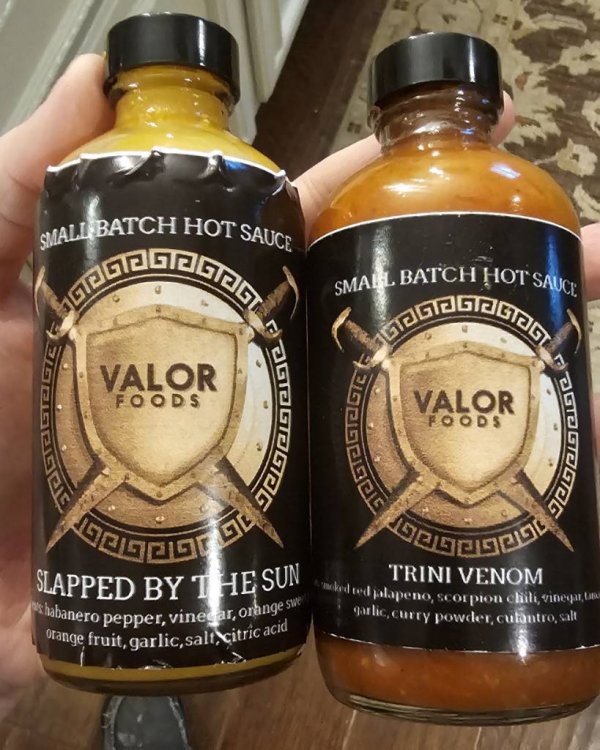 SMALL BATCH HOT SAUCE
VALOR
FOODS
SLAPPED BY THE SUN
habanero pepper, vinegar, orange
orange fruit, garlic, salt, citric acid
SMALL BATCH HOT SAUCE
VALOR
FOODS
TRINI VENOM
smoked red jalapeno, scorpion chili, vinegar,
garlic, curry powder, culantro, salt